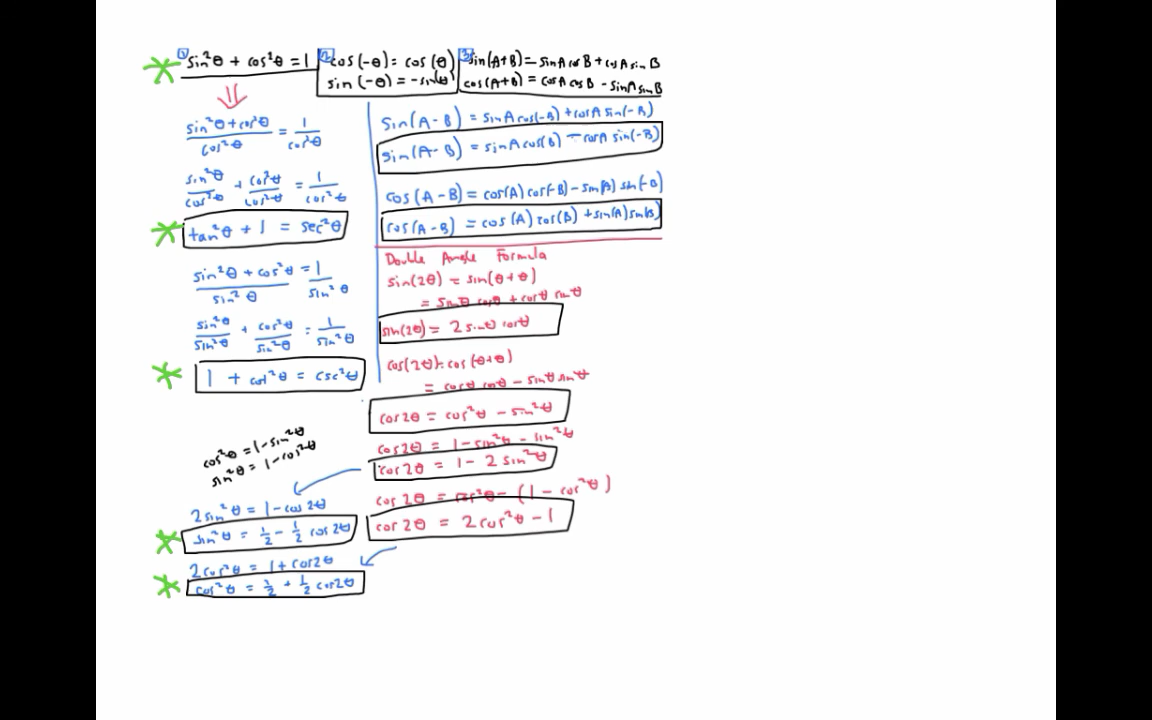 ① sin²θ + cos²θ = 1
② cos(-θ) = cos(θ)
sin(-θ) = -sin(θ)
③ sin(A+B) = sinA cosB + cosA sinB
cos(A+B) = cosA cosB - sinA sinB
(sin²θ + cos²θ)/cos²θ = 1/cos²θ
sin²θ/cos²θ + cos²θ/cos²θ = 1/cos²θ
tan²θ + 1 = sec²θ
(sin²θ + cos²θ)/sin²θ = 1/sin²θ
sin²θ/sin²θ + cos²θ/sin²θ = 1/sin²θ
1 + cot²θ = csc²θ
sin(A-B) = sinA cos(-B) + cosA sin(-B)
sin(A-B) = sinA cos(B) - cosA sin(-B)
cos(A-B) = cos(A) cos(-B) - sin(A) sin(-B)
cos(A-B) = cos(A) cos(B) + sin(A) sin(B)
Double Angle Formula
sin(2θ) = sin(θ+θ)
= sinθ cosθ + cosθ sinθ
sin(2θ) = 2 sinθ cosθ
cos(2θ) = cos(θ+θ)
= cosθ cosθ - sinθ sinθ
cos2θ = cos²θ - sin²θ
cos2θ = 1 - sin²θ - sin²θ
cos2θ = 1 - 2 sin²θ
cos2θ = cos²θ - (1 - cos²θ)
cos2θ = 2cos²θ - 1
cos²θ = 1 - sin²θ
sin²θ = 1 - cos²θ
2sin²θ = 1 - cos2θ
sin²θ = 1/2 - 1/2 cos2θ
2cos²θ = 1 + cos2θ
cos²θ = 1/2 + 1/2 cos2θ